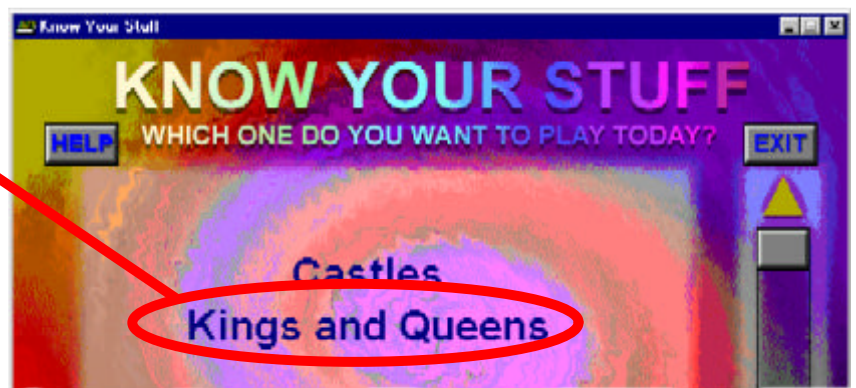 Know Your Stuff
KNOW YOUR STUFF
HELP
WHICH ONE DO YOU WANT TO PLAY TODAY?
EXIT
Castles
Kings and Queens